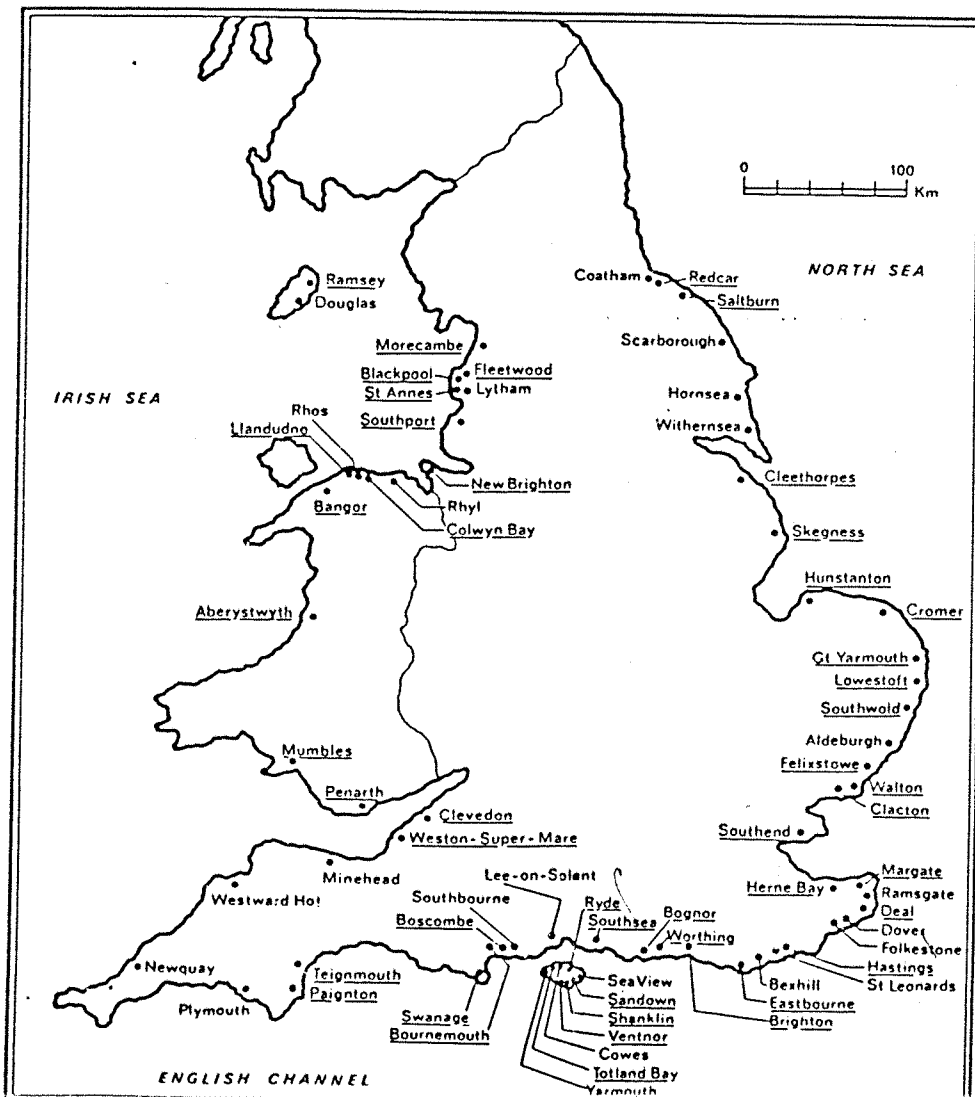 0 100
Km
NORTH SEA
Coatham Redcar
Saltburn
Ramsey
Douglas
Scarborough
Morecambe
Fleetwood
Blackpool
St Annes Lytham
IRISH SEA
Hornsea
Rhos
Southport
Llandudno
Withernsea
New Brighton
Cleethorpes
Bangor
Rhyl
Colwyn Bay
Skegness
Hunstanton
Aberystwyth
Cromer
Gt Yarmouth
Lowestoft
Southwold
Aldeburgh
Mumbles
Felixstowe
Penarth
Walton
Clacton
Clevedon
Southend
Weston-Super-Mare
Minehead
Lee-on-Solent
Margate
Herne Bay
Ramsgate
Westward Ho!
Southbourne
Ryde
Deal
Boscombe
Southsea
Bognor
Dover
Worthing
Folkestone
Newquay
Teignmouth
Hastings
Paignton
Sea View
Bexhill
St Leonards
Plymouth
Sandown
Eastbourne
Swanage
Shanklin
Brighton
Bournemouth
Ventnor
Cowes
Totland Bay
ENGLISH CHANNEL
Yarmouth